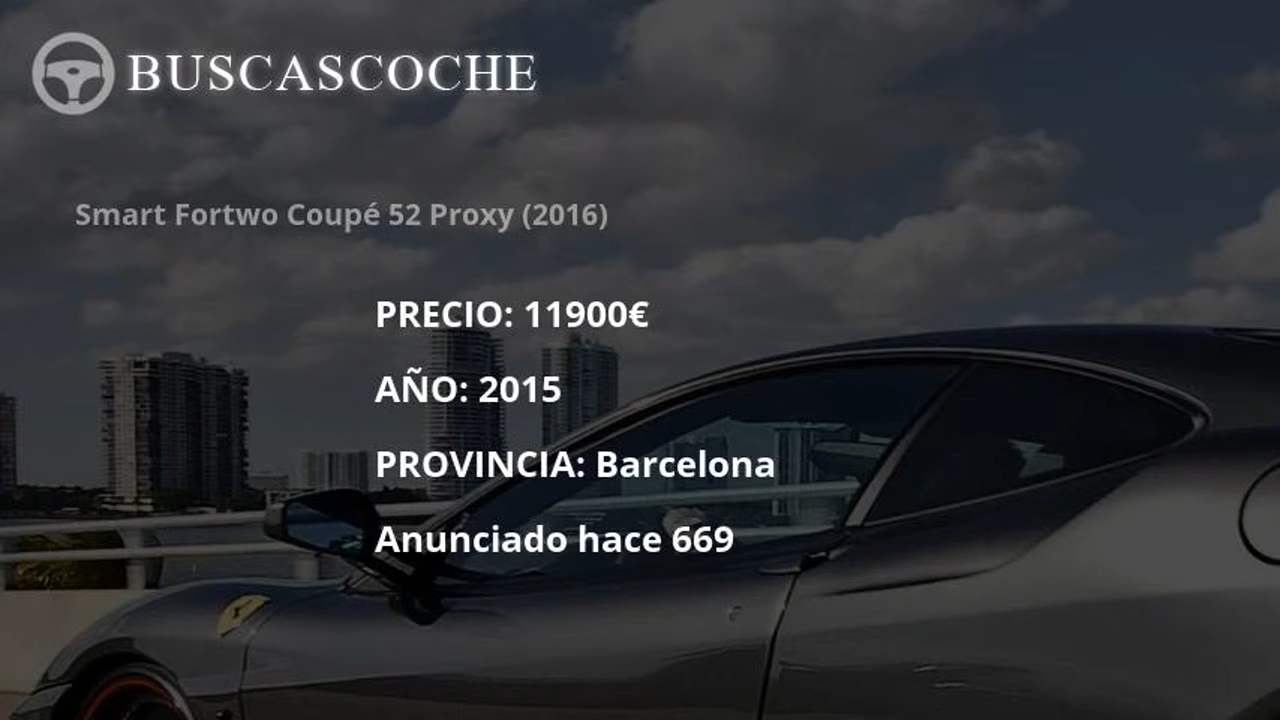 BUSCASCOCHE
Smart Fortwo Coupé 52 Proxy (2016)
PRECIO: 11900€
AÑO: 2015
PROVINCIA: Barcelona
Anunciado hace 669